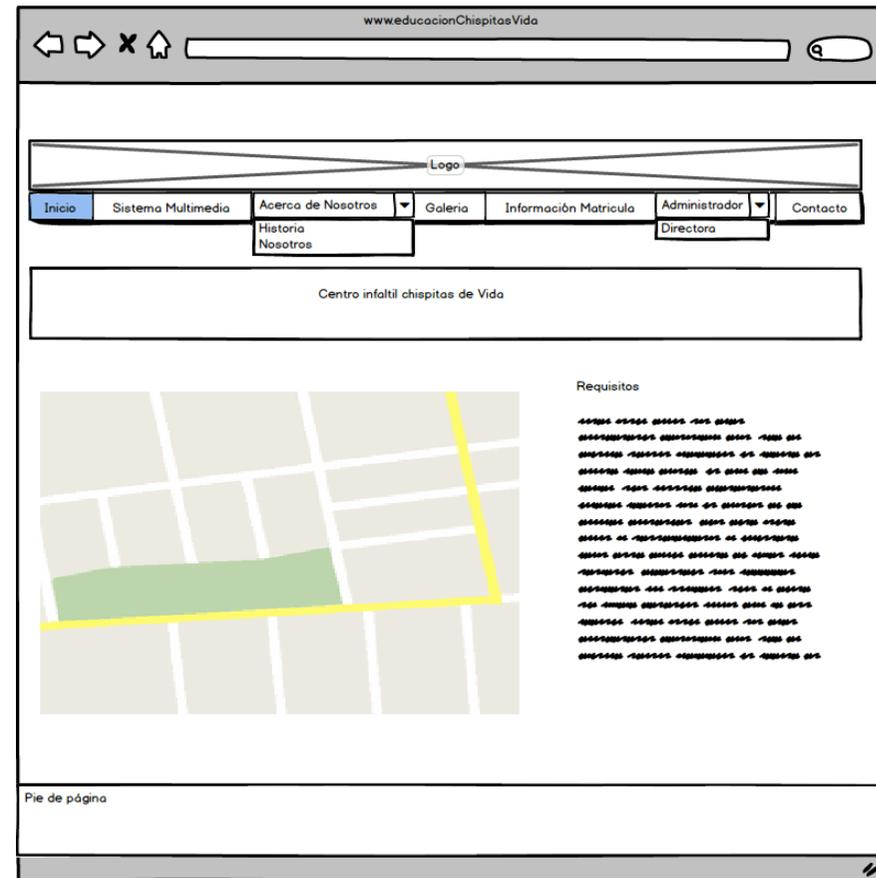 www.educacionChispitasVida
Logo
Inicio Sistema Multimedia Acerca de Nosotros Galeria Información Matricula Administrador Contacto
Historia Directora
Nosotros
Centro infaltil chispitas de Vida
Requisitos
Pie de página